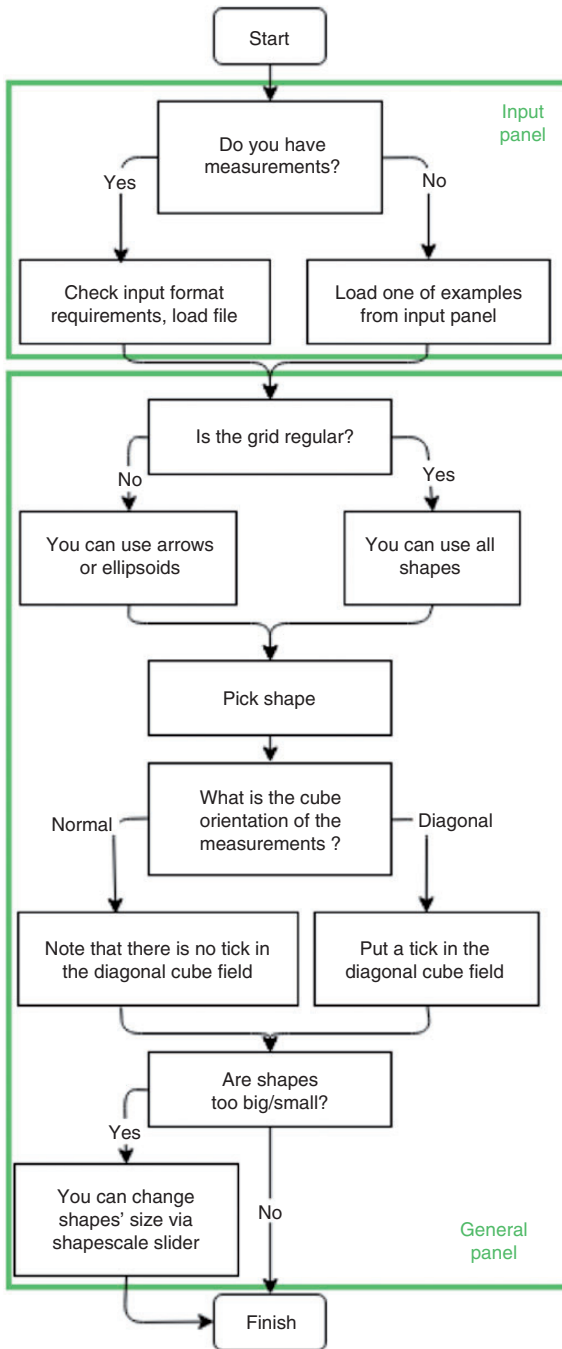 Start
Input
panel
Do you have
measurements?
Yes
No
Check input format
requirements, load file
Load one of examples
from input panel
Is the grid regular?
No
Yes
You can use arrows
or ellipsoids
You can use all
shapes
Pick shape
What is the cube
orientation of the
measurements ?
Normal
Diagonal
Note that there is no tick in
the diagonal cube field
Put a tick in the
diagonal cube field
Are shapes
too big/small?
Yes
No
You can change
shapes’ size via
shapescale slider
General
panel
Finish